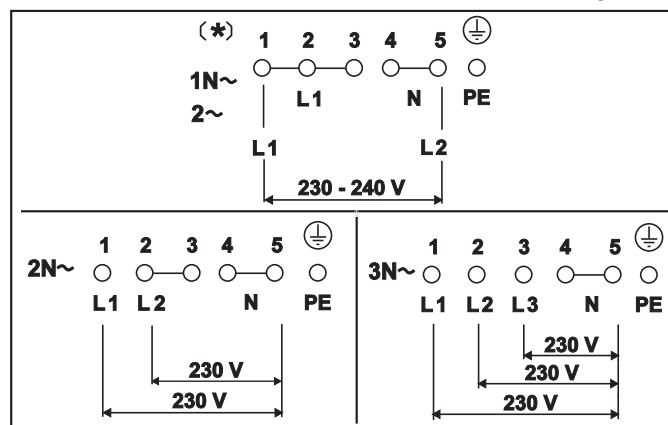 (*) 1 2 3 4 5
1N~ L1 N PE
2~
L1 L2
230 - 240 V
1 2 3 4 5
2N~
L1 L2 N PE
230 V
230 V
1 2 3 4 5
3N~
L1 L2 L3 N PE
230 V
230 V
230 V